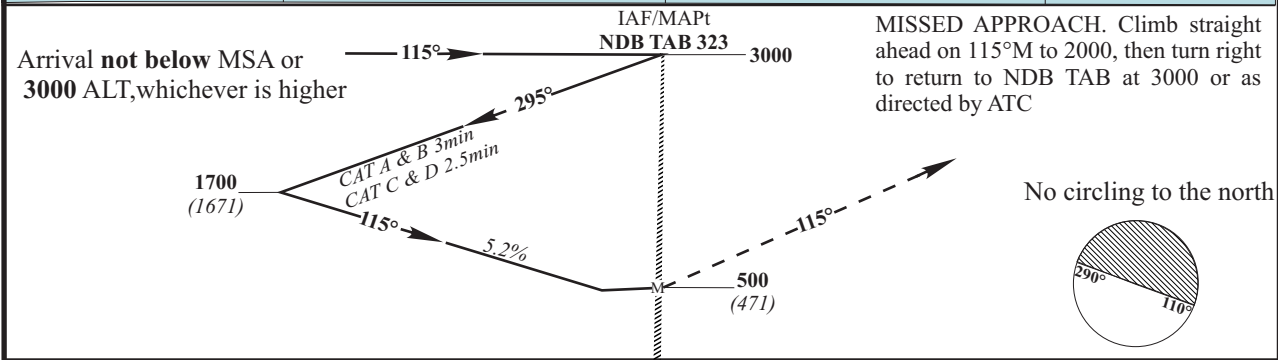 IAF/MAPt
NDB TAB 323
3000
115°
Arrival not below MSA or
3000 ALT,whichever is higher
MISSED APPROACH. Climb straight
ahead on 115°M to 2000, then turn right
to return to NDB TAB at 3000 or as
directed by ATC
295°
CAT A & B 3min
CAT C & D 2.5min
1700
(1671)
115°
5.2%
M
500
(471)
115°
No circling to the north
290°
110°